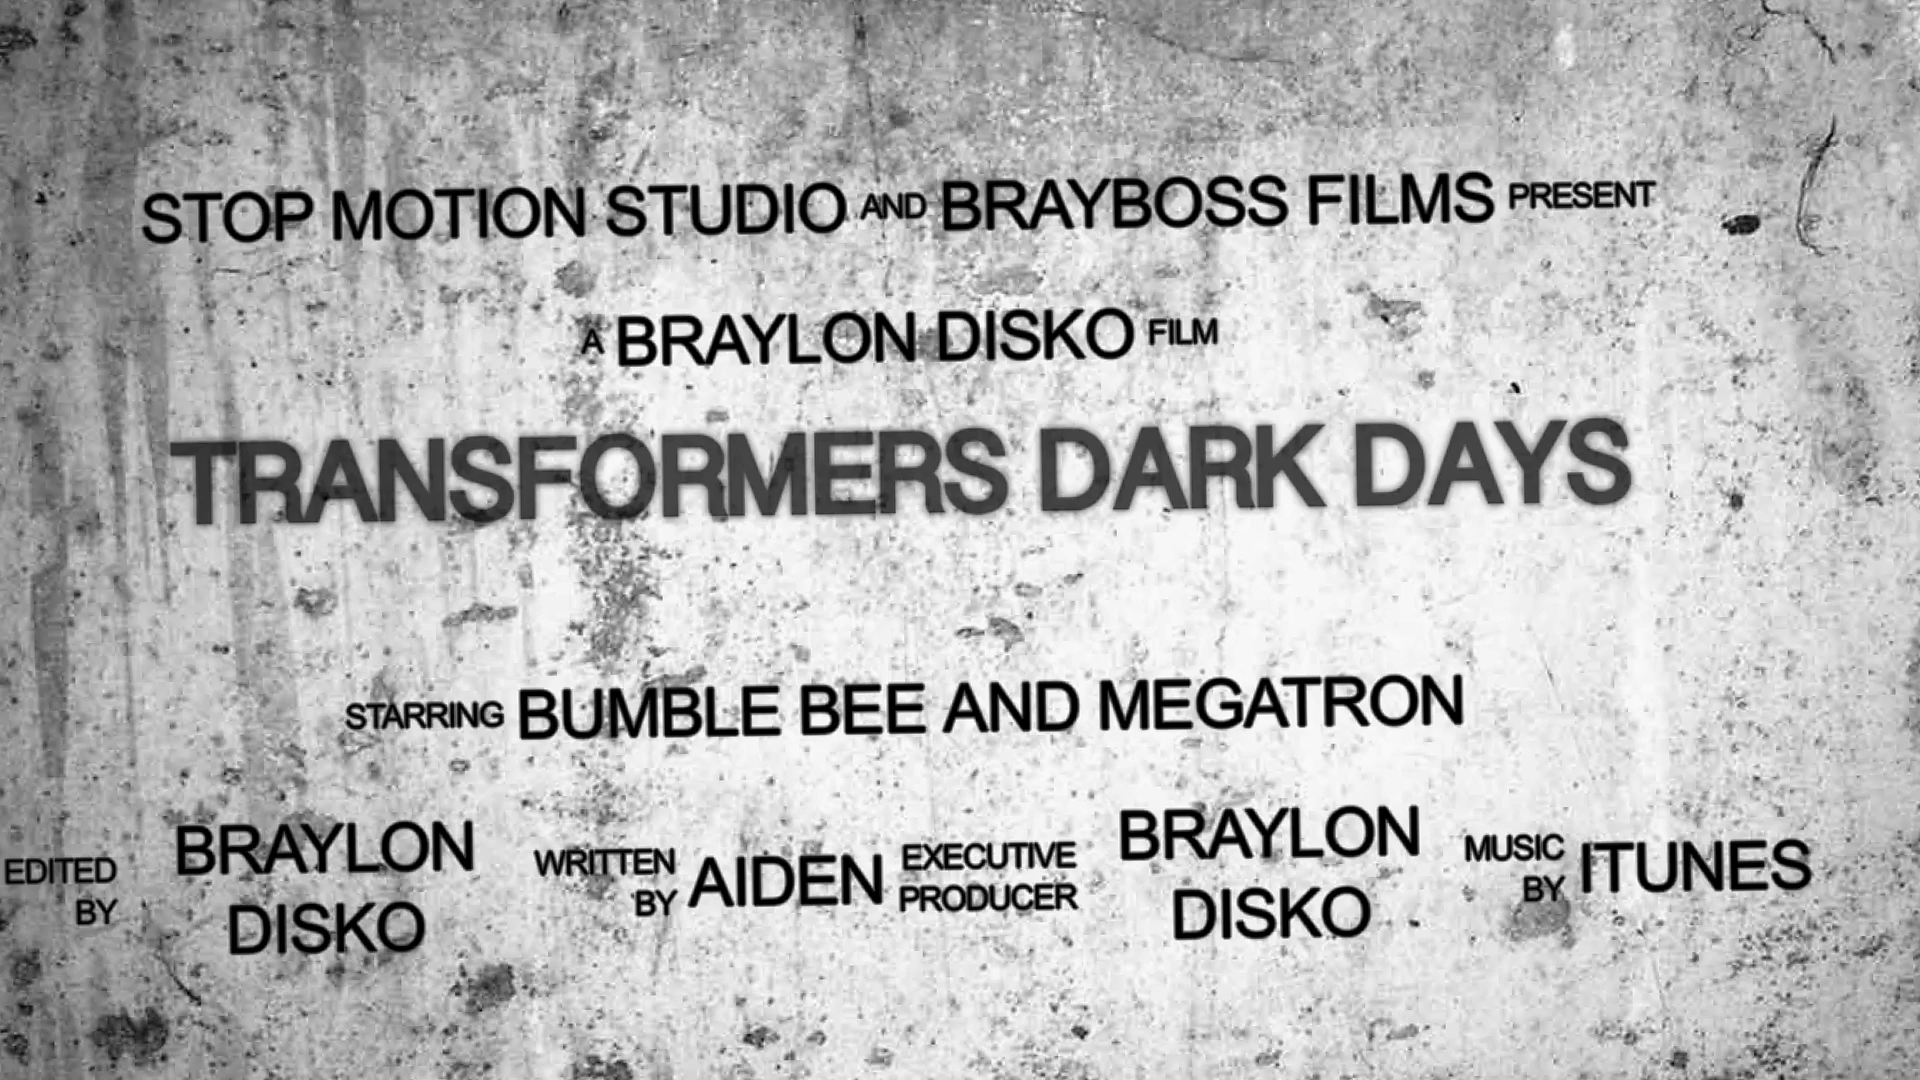 STOP MOTION STUDIO AND BRAYBOSS FILMS PRESENT
A BRAYLON DISKO FILM
TRANSFORMERS DARK DAYS
STARRING BUMBLE BEE AND MEGATRON
EDITED BY
BRAYLON
DISKO
WRITTEN BY
AIDEN
EXECUTIVE PRODUCER
BRAYLON
DISKO
MUSIC BY
ITUNES